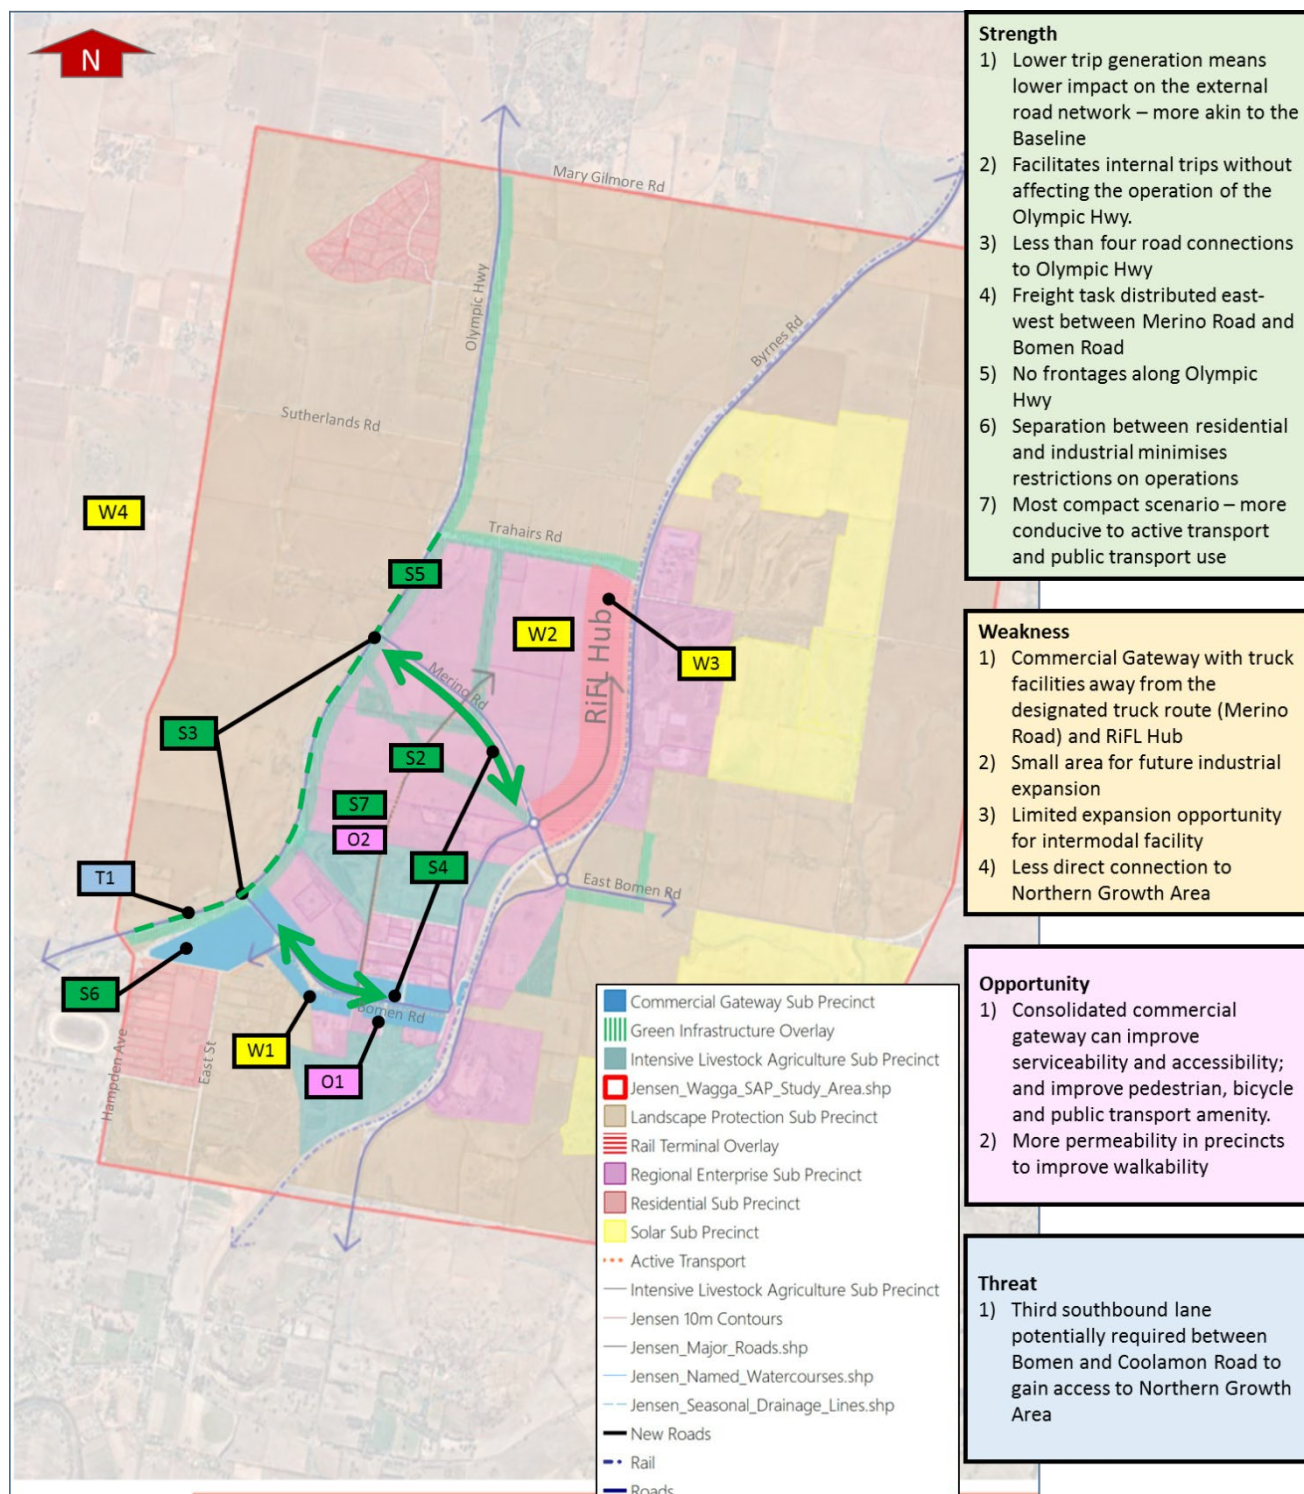 N
Mary Gilmore Rd
Olympic Hwy
Byrnes Rd
Sutherlands Rd
W4
Trahairs Rd
S5
W2
RiFL Hub
W3
Merino Rd
S3
S2
S7
O2
S4
T1
East Bomen Rd
S6
Bomen Rd
W1
O1
Hampden Ave
East St
Commercial Gateway Sub Precinct
Green Infrastructure Overlay
Intensive Livestock Agriculture Sub Precinct
Jensen_Wagga_SAP_Study_Area.shp
Landscape Protection Sub Precinct
Rail Terminal Overlay
Regional Enterprise Sub Precinct
Residential Sub Precinct
Solar Sub Precinct
Active Transport
Intensive Livestock Agriculture Sub Precinct
Jensen 10m Contours
Jensen_Major_Roads.shp
Jensen_Named_Watercourses.shp
Jensen_Seasonal_Drainage_Lines.shp
New Roads
Rail
Roads
Strength
1) Lower trip generation means
lower impact on the external
road network – more akin to the
Baseline
2) Facilitates internal trips without
affecting the operation of the
Olympic Hwy.
3) Less than four road connections
to Olympic Hwy
4) Freight task distributed east-
west between Merino Road and
Bomen Road
5) No frontages along Olympic
Hwy
6) Separation between residential
and industrial minimises
restrictions on operations
7) Most compact scenario – more
conducive to active transport
and public transport use
Weakness
1) Commercial Gateway with truck
facilities away from the
designated truck route (Merino
Road) and RiFL Hub
2) Small area for future industrial
expansion
3) Limited expansion opportunity
for intermodal facility
4) Less direct connection to
Northern Growth Area
Opportunity
1) Consolidated commercial
gateway can improve
serviceability and accessibility;
and improve pedestrian, bicycle
and public transport amenity.
2) More permeability in precincts
to improve walkability
Threat
1) Third southbound lane
potentially required between
Bomen and Coolamon Road to
gain access to Northern Growth
Area